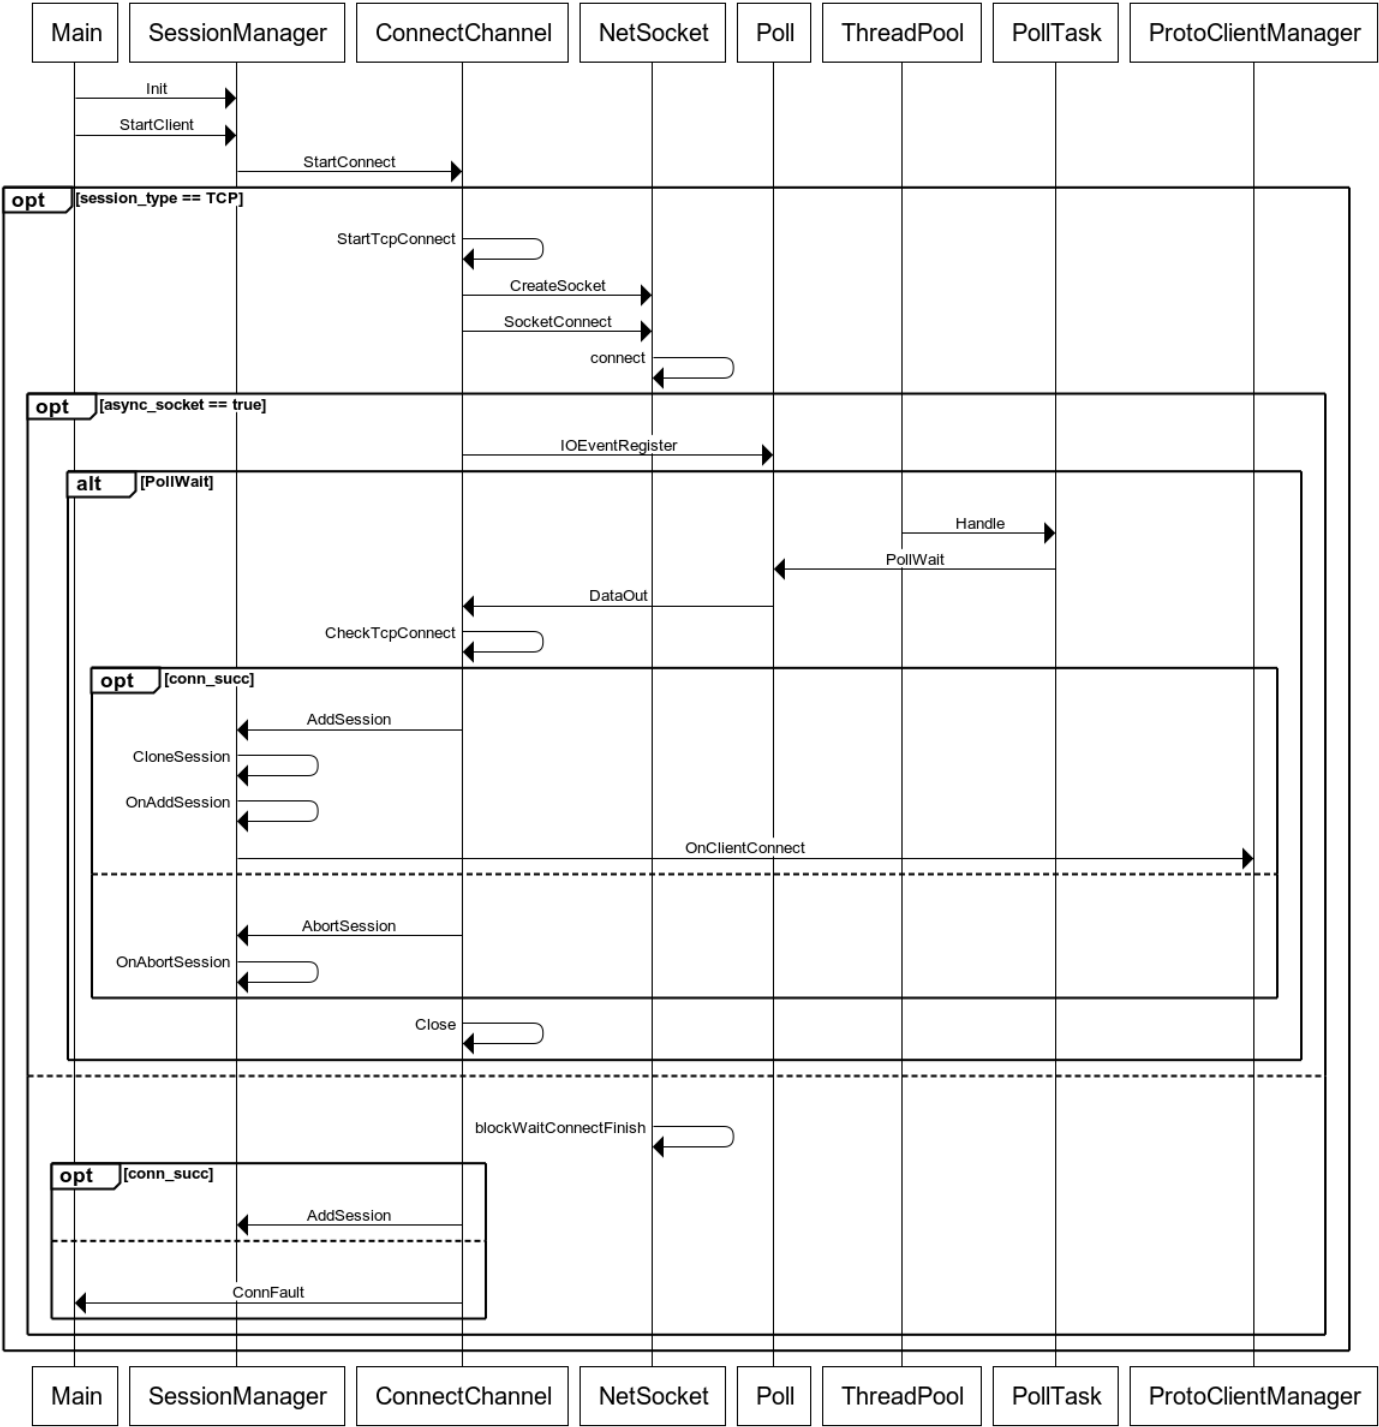 Main SessionManager ConnectChannel NetSocket Poll ThreadPool PollTask ProtoClientManager
Init
StartClient
StartConnect
opt [session_type == TCP]
StartTcpConnect
CreateSocket
SocketConnect
connect
opt [async_socket == true]
IOEventRegister
alt [PollWait]
Handle
PollWait
DataOut
CheckTcpConnect
opt [conn_succ]
AddSession
CloneSession
OnAddSession
OnClientConnect
AbortSession
OnAbortSession
Close
blockWaitConnectFinish
opt [conn_succ]
AddSession
ConnFault
Main SessionManager ConnectChannel NetSocket Poll ThreadPool PollTask ProtoClientManager